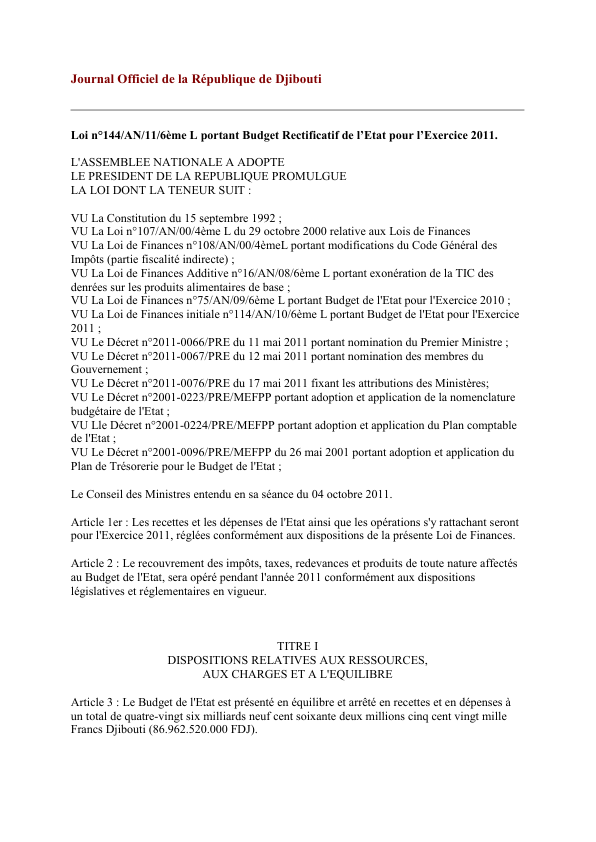 Journal Officiel de la République de Djibouti
Loi n°144/AN/11/6ème L portant Budget Rectificatif de l’Etat pour l’Exercice 2011.
L'ASSEMBLEE NATIONALE A ADOPTE
LE PRESIDENT DE LA REPUBLIQUE PROMULGUE
LA LOI DONT LA TENEUR SUIT :
VU La Constitution du 15 septembre 1992 ;
VU La Loi n°107/AN/00/4ème L du 29 octobre 2000 relative aux Lois de Finances
VU La Loi de Finances n°108/AN/00/4èmeL portant modifications du Code Général des
Impôts (partie fiscalité indirecte) ;
VU La Loi de Finances Additive n°16/AN/08/6ème L portant exonération de la TIC des
denrées sur les produits alimentaires de base ;
VU La Loi de Finances n°75/AN/09/6ème L portant Budget de l'Etat pour l'Exercice 2010 ;
VU La Loi de Finances initiale n°114/AN/10/6ème L portant Budget de l'Etat pour l'Exercice
2011 ;
VU Le Décret n°2011-0066/PRE du 11 mai 2011 portant nomination du Premier Ministre ;
VU Le Décret n°2011-0067/PRE du 12 mai 2011 portant nomination des membres du
Gouvernement ;
VU Le Décret n°2011-0076/PRE du 17 mai 2011 fixant les attributions des Ministères;
VU Le Décret n°2001-0223/PRE/MEFPP portant adoption et application de la nomenclature
budgétaire de l'Etat ;
VU Lle Décret n°2001-0224/PRE/MEFPP portant adoption et application du Plan comptable
de l'Etat ;
VU Le Décret n°2001-0096/PRE/MEFPP du 26 mai 2001 portant adoption et application du
Plan de Trésorerie pour le Budget de l'Etat ;
Le Conseil des Ministres entendu en sa séance du 04 octobre 2011.
Article 1er : Les recettes et les dépenses de l'Etat ainsi que les opérations s'y rattachant seront
pour l'Exercice 2011, réglées conformément aux dispositions de la présente Loi de Finances.
Article 2 : Le recouvrement des impôts, taxes, redevances et produits de toute nature affectés
au Budget de l'Etat, sera opéré pendant l'année 2011 conformément aux dispositions
législatives et réglementaires en vigueur.
TITRE I
DISPOSITIONS RELATIVES AUX RESSOURCES,
AUX CHARGES ET A L'EQUILIBRE
Article 3 : Le Budget de l'Etat est présenté en équilibre et arrêté en recettes et en dépenses à
un total de quatre-vingt six milliards neuf cent soixante deux millions cinq cent vingt mille
Francs Djibouti (86.962.520.000 FDJ).